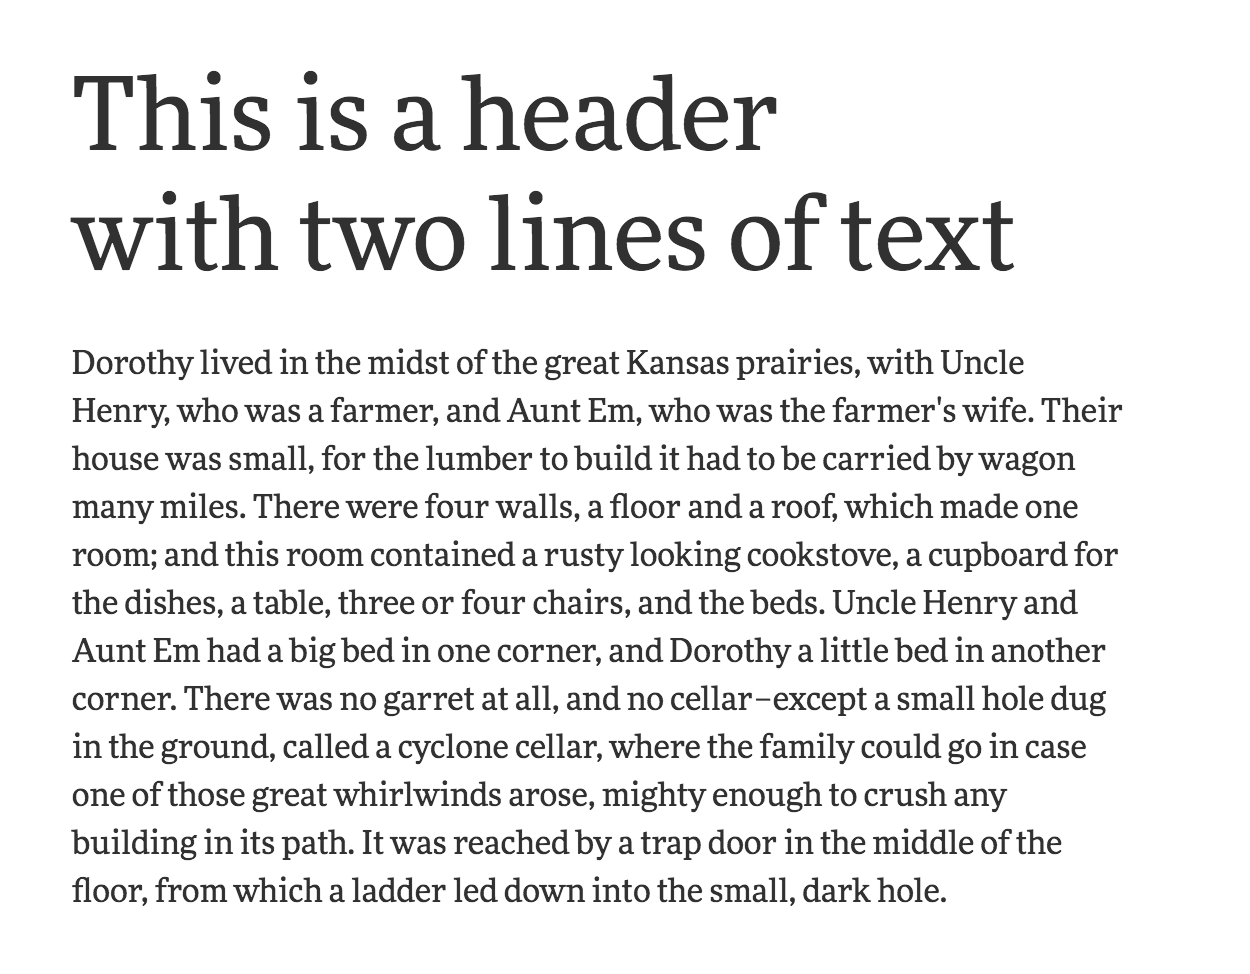 This is a header
with two lines of text
Dorothy lived in the midst of the great Kansas prairies, with Uncle
Henry, who was a farmer, and Aunt Em, who was the farmer's wife. Their
house was small, for the lumber to build it had to be carried by wagon
many miles. There were four walls, a floor and a roof, which made one
room; and this room contained a rusty looking cookstove, a cupboard for
the dishes, a table, three or four chairs, and the beds. Uncle Henry and
Aunt Em had a big bed in one corner, and Dorothy a little bed in another
corner. There was no garret at all, and no cellar–except a small hole dug
in the ground, called a cyclone cellar, where the family could go in case
one of those great whirlwinds arose, mighty enough to crush any
building in its path. It was reached by a trap door in the middle of the
floor, from which a ladder led down into the small, dark hole.